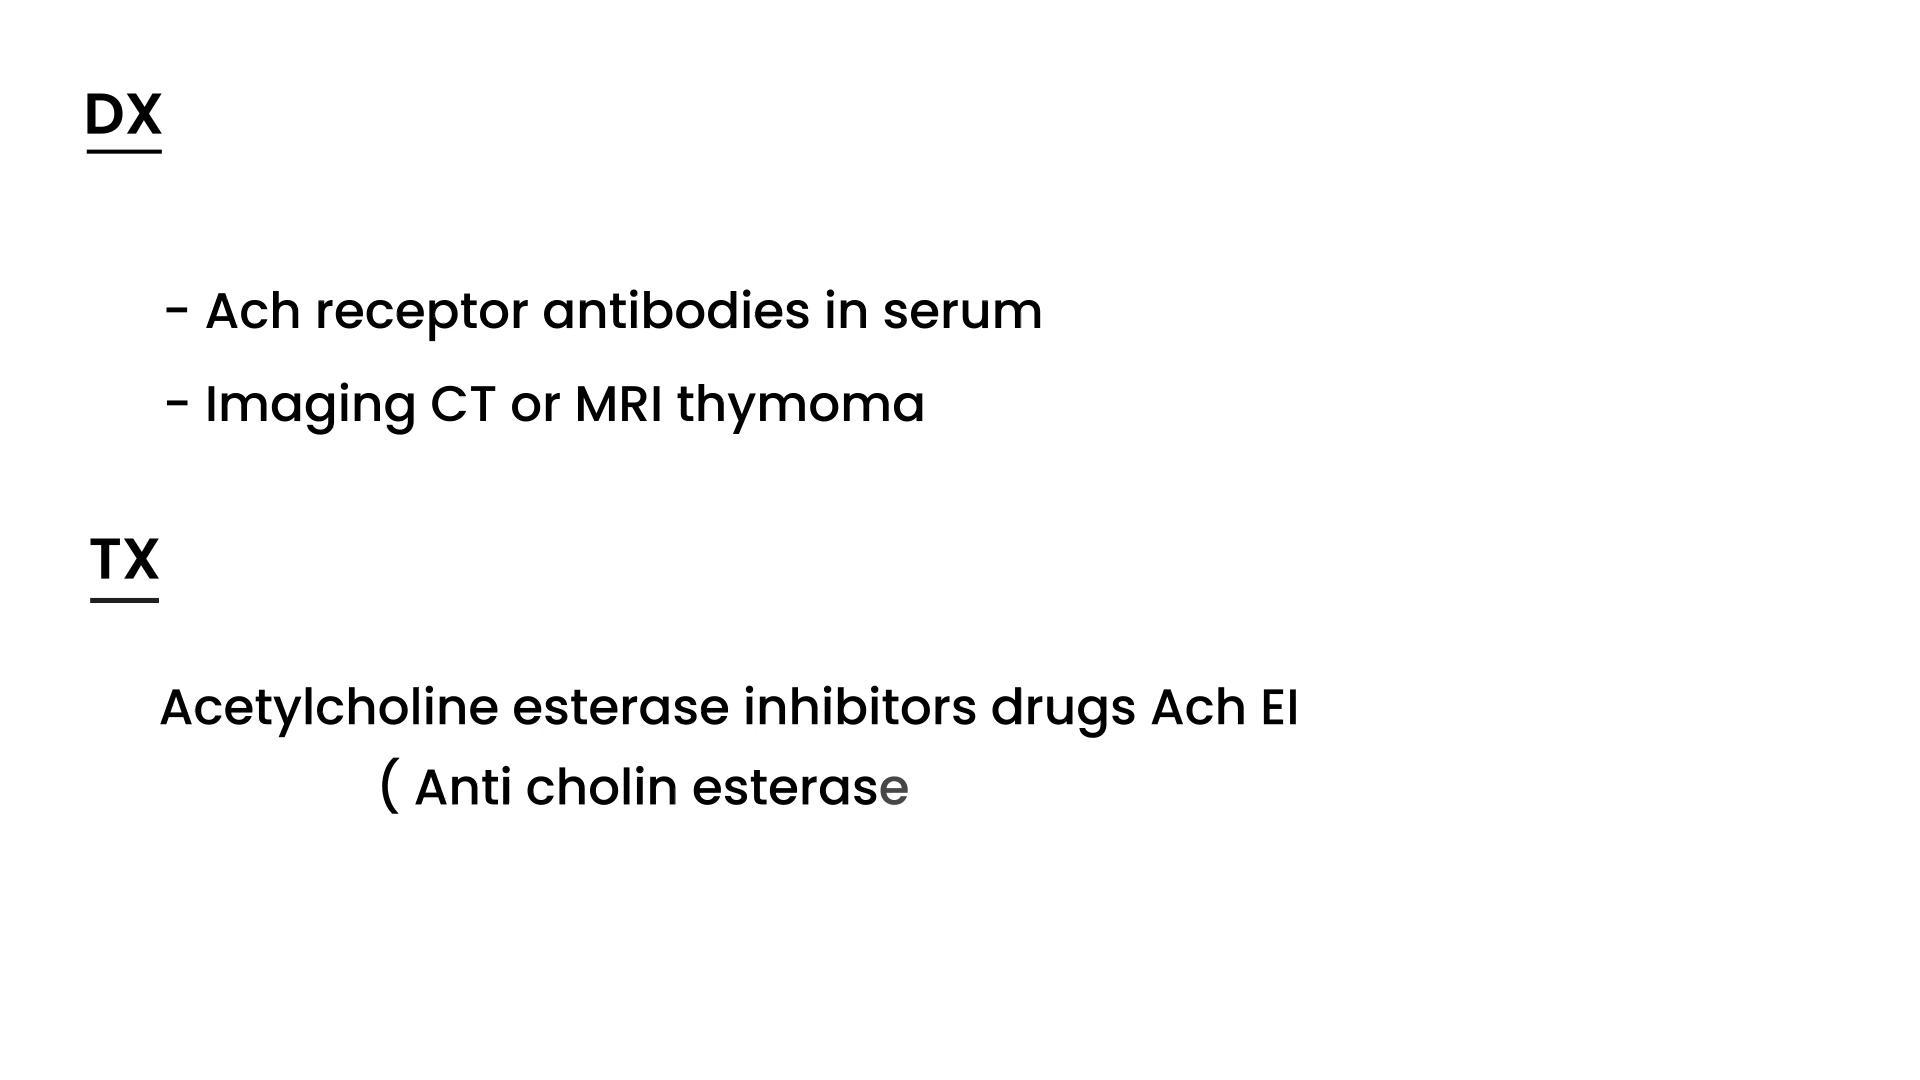 DX
- Ach receptor antibodies in serum
- Imaging CT or MRI thymoma
TX
Acetylcholine esterase inhibitors drugs Ach EI
( Anti cholin esterase